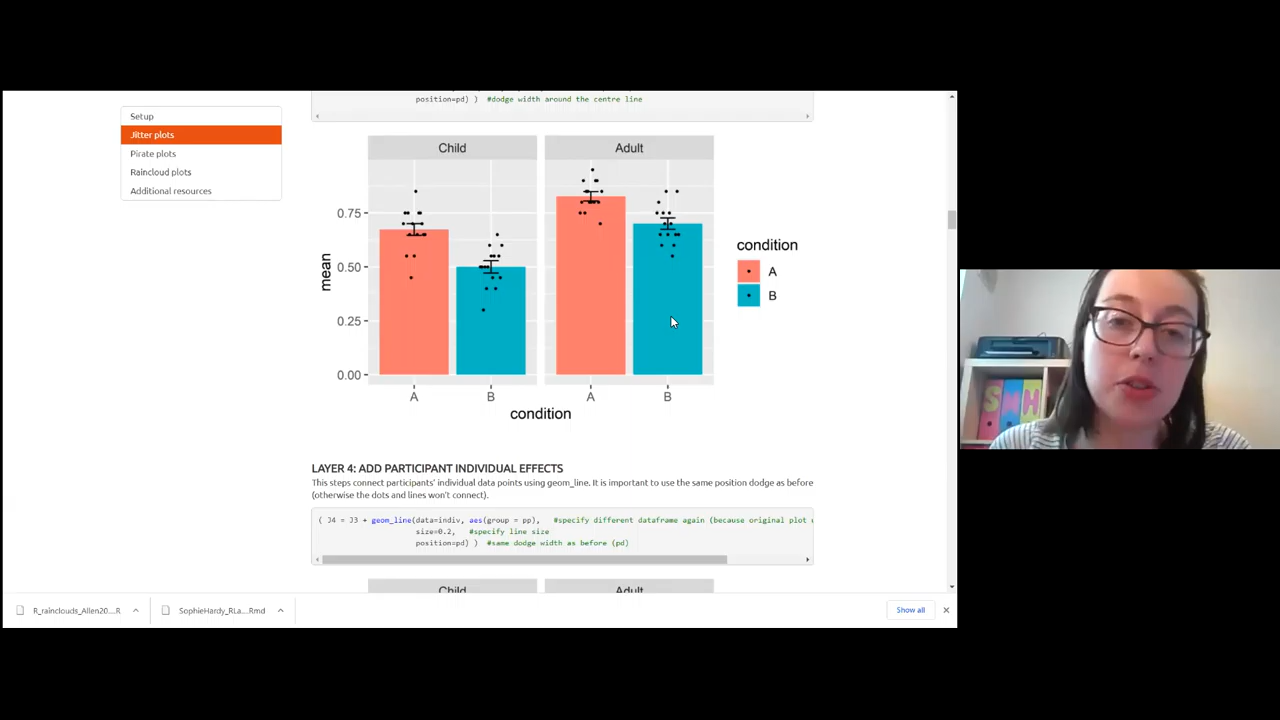 position=pd) ) #dodge width around the centre line
Setup
Jitter plots
Pirate plots
Raincloud plots
Additional resources
Child
Adult
0.75
0.50
0.25
0.00
mean
A
B
A
B
condition
condition
A
B
LAYER 4: ADD PARTICIPANT INDIVIDUAL EFFECTS
This steps connect participants' individual data points using geom_line. It is important to use the same position dodge as before
(otherwise the dots and lines won't connect).
( J4 = J3 + geom_line(data=indiv, aes(group = pp), #specify different dataframe again (because original plot
size=0.2, #specify line size
position=pd) ) #same dodge width as before (pd)
Child
Adult
R_rainclouds_Allen20....R
SophieHardy_RLa....Rmd
Show all
SMH